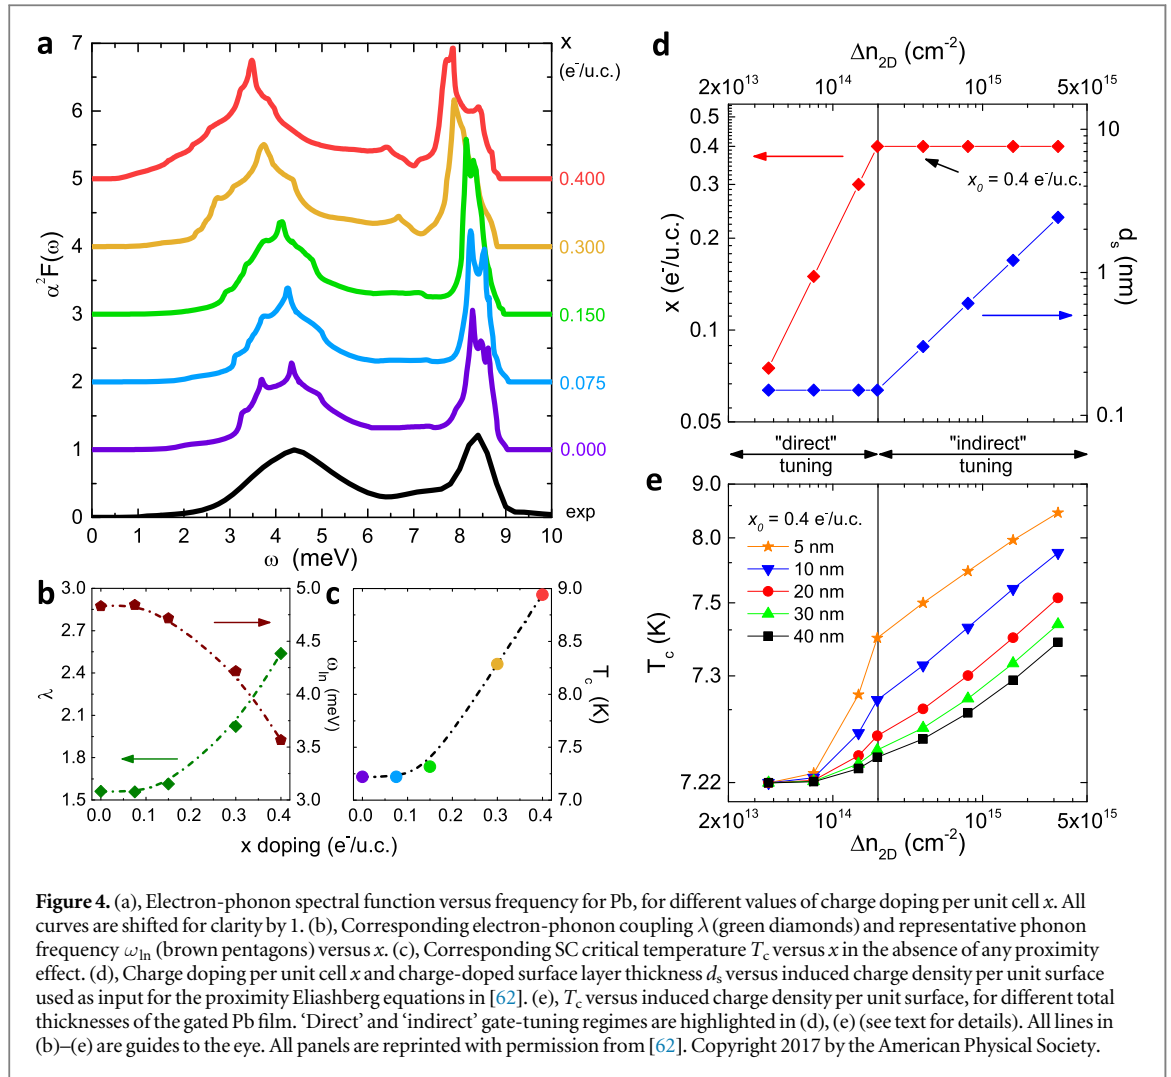 a
7
6
5
4
3
2
1
0
α²F(ω)
x
(e⁻/u.c.)
0.400
0.300
0.150
0.075
0.000
exp
0 1 2 3 4 5 6 7 8 9 10
ω (meV)
b
3.0
2.7
2.4
2.1
1.8
1.5
λ
5.0
4.5
4.0
3.5
3.0
ω_ln (meV)
0.0 0.1 0.2 0.3 0.4
c
9.0
8.5
8.0
7.5
7.0
T_c (K)
0.0 0.1 0.2 0.3 0.4
x doping (e⁻/u.c.)
d
Δn_2D (cm⁻²)
2x10¹³ 10¹⁴ 10¹⁵ 5x10¹⁵
0.5
0.4
0.3
0.2
0.1
0.05
x (e⁻/u.c.)
x₀ = 0.4 e⁻/u.c.
10
1
0.1
d_s (nm)
"direct" "indirect"
tuning tuning
e
9.0
8.0
7.5
7.3
7.22
T_c (K)
x₀ = 0.4 e⁻/u.c.
5 nm
10 nm
20 nm
30 nm
40 nm
2x10¹³ 10¹⁴ 10¹⁵ 5x10¹⁵
Δn_2D (cm⁻²)
Figure 4. (a), Electron-phonon spectral function versus frequency for Pb, for different values of charge doping per unit cell x. All
curves are shifted for clarity by 1. (b), Corresponding electron-phonon coupling λ (green diamonds) and representative phonon
frequency ω_ln (brown pentagons) versus x. (c), Corresponding SC critical temperature T_c versus x in the absence of any proximity
effect. (d), Charge doping per unit cell x and charge-doped surface layer thickness d_s versus induced charge density per unit surface
used as input for the proximity Eliashberg equations in [62]. (e), T_c versus induced charge density per unit surface, for different total
thicknesses of the gated Pb film. ‘Direct’ and ‘indirect’ gate-tuning regimes are highlighted in (d), (e) (see text for details). All lines in
(b)–(e) are guides to the eye. All panels are reprinted with permission from [62]. Copyright 2017 by the American Physical Society.